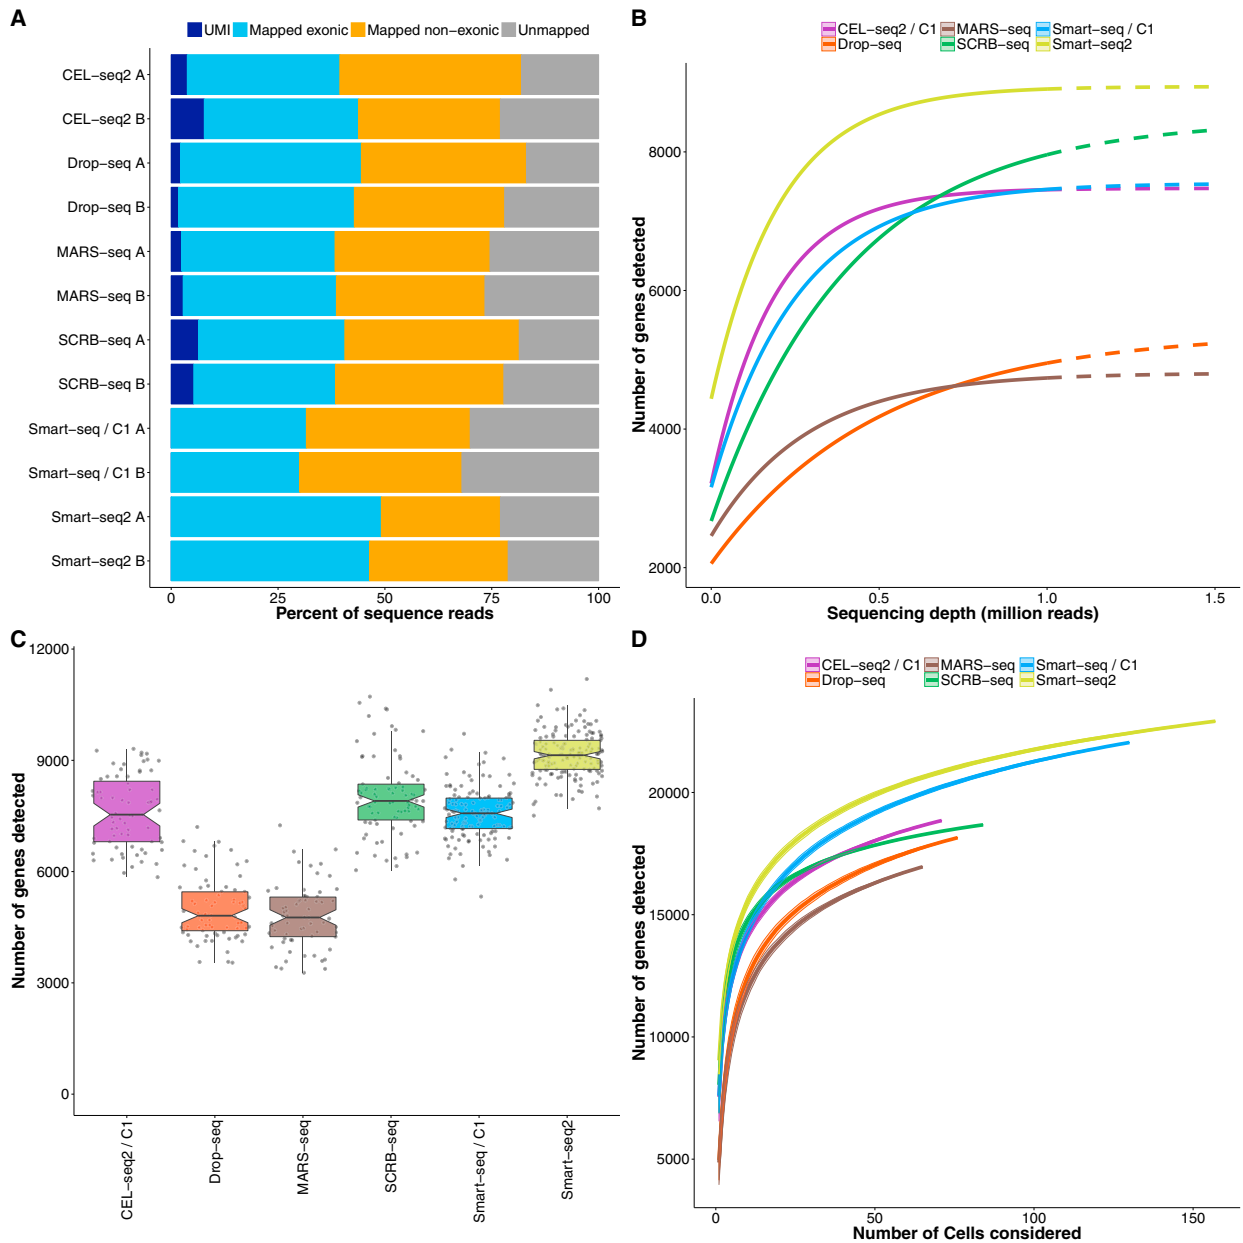 A
UMI Mapped exonic Mapped non−exonic Unmapped
CEL−seq2 A
CEL−seq2 B
Drop−seq A
Drop−seq B
MARS−seq A
MARS−seq B
SCRB−seq A
SCRB−seq B
Smart−seq / C1 A
Smart−seq / C1 B
Smart−seq2 A
Smart−seq2 B
0 25 50 75 100
Percent of sequence reads
B
CEL−seq2 / C1 MARS−seq Smart−seq / C1
Drop−seq SCRB−seq Smart−seq2
Number of genes detected
8000
6000
4000
2000
0.0 0.5 1.0 1.5
Sequencing depth (million reads)
C
Number of genes detected
12000
9000
6000
3000
0
CEL−seq2 / C1
Drop−seq
MARS−seq
SCRB−seq
Smart−seq / C1
Smart−seq2
D
CEL−seq2 / C1 MARS−seq Smart−seq / C1
Drop−seq SCRB−seq Smart−seq2
Number of genes detected
20000
15000
10000
5000
0 50 100 150
Number of Cells considered